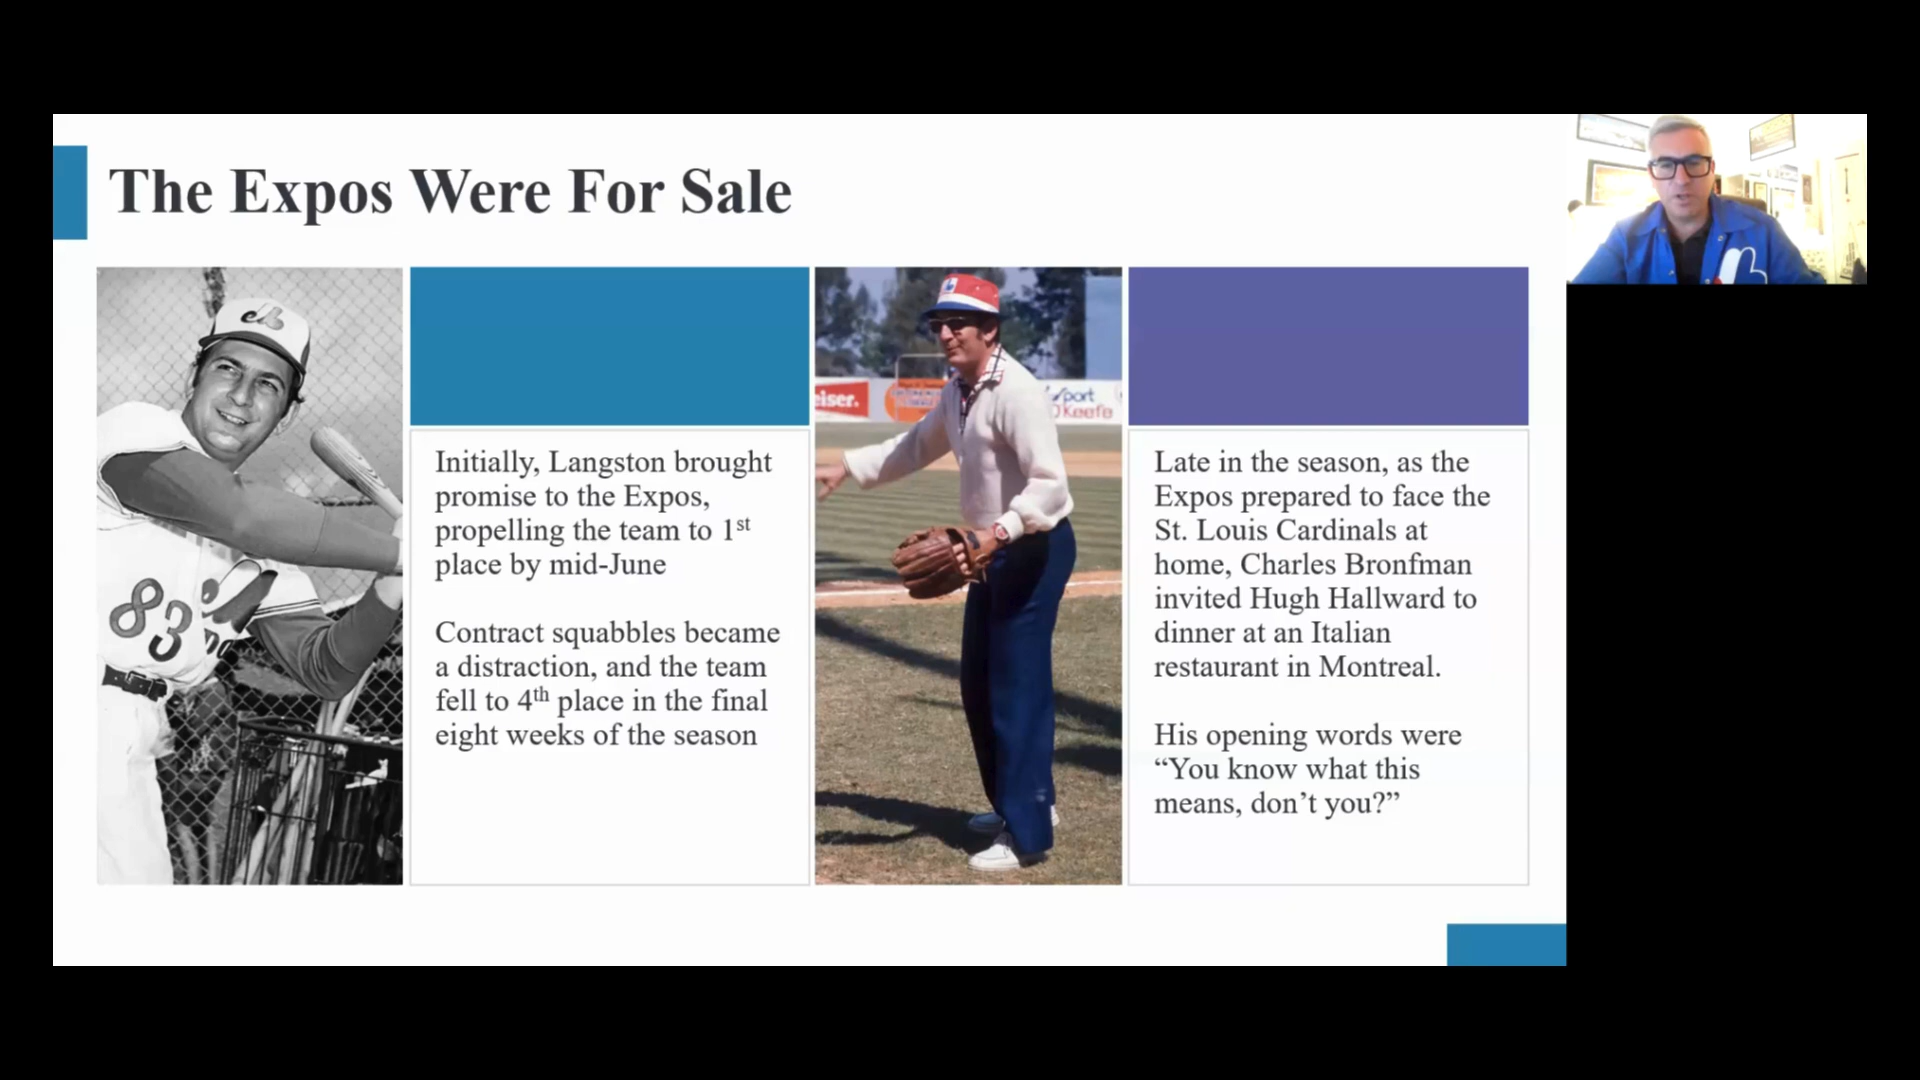 The Expos Were For Sale
Initially, Langston brought
promise to the Expos,
propelling the team to 1st
place by mid-June
Contract squabbles became
a distraction, and the team
fell to 4th place in the final
eight weeks of the season
83
eiser.
Sport
O'Keefe
Late in the season, as the
Expos prepared to face the
St. Louis Cardinals at
home, Charles Bronfman
invited Hugh Hallward to
dinner at an Italian
restaurant in Montreal.
His opening words were
“You know what this
means, don’t you?”